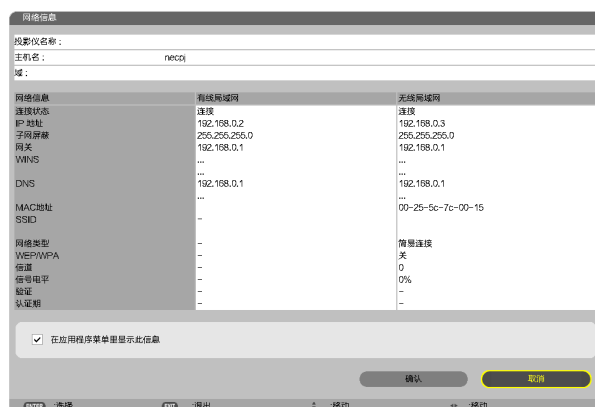 网络信息
投影仪名称：
主机名： necpj
域：
网络信息 有线局域网 无线局域网
连接状态 连接 连接
IP 地址 192.168.0.2 192.168.0.3
子网屏蔽 255.255.255.0 255.255.255.0
网关 192.168.0.1 192.168.0.1
WINS ... ...
... ...
DNS 192.168.0.1 192.168.0.1
... ...
MAC地址 00-25-5c-7c-00-15
SSID -
网络类型 - 简易连接
WEP/WPA - 关
信道 - 0
信号电平 - 0%
验证 - -
认证期 - -
在应用程序菜单里显示此信息
确认 取消
ENTER :选择 EXIT :退出 :移动 :移动